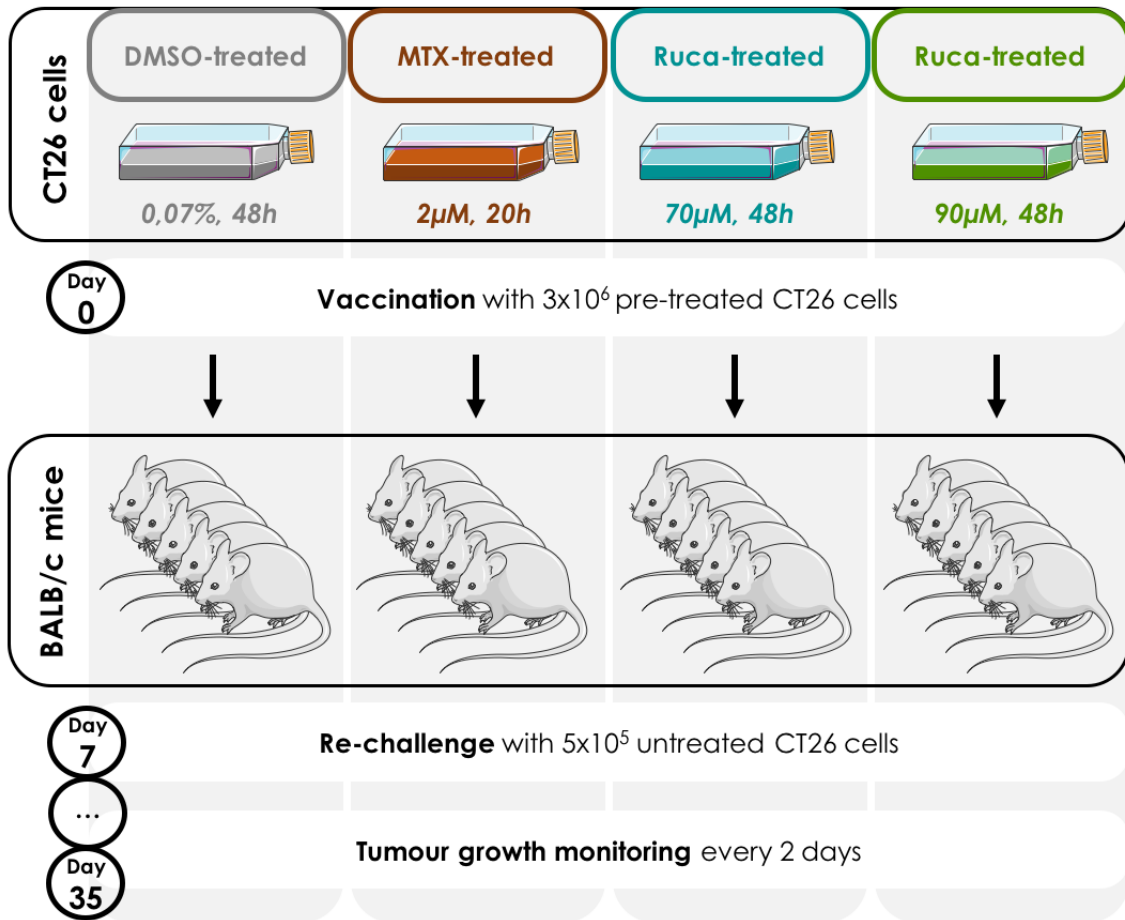 CT26 cells
DMSO-treated
MTX-treated
Ruca-treated
Ruca-treated
0,07%, 48h
2µM, 20h
70µM, 48h
90µM, 48h
Day
0
Vaccination with 3x10⁶ pre-treated CT26 cells
BALB/c mice
Day
7
Re-challenge with 5x10⁵ untreated CT26 cells
...
Tumour growth monitoring every 2 days
Day
35